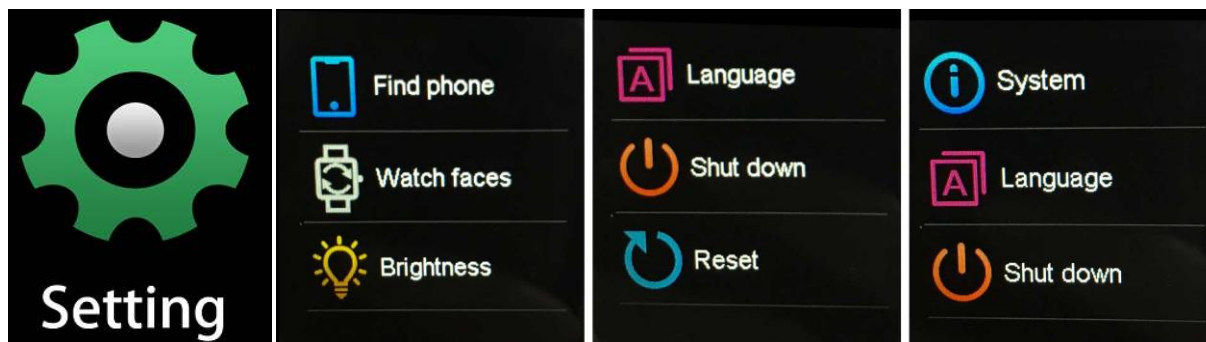 Setting
Find phone
Watch faces
Brightness
Language
Shut down
Reset
System
Language
Shut down